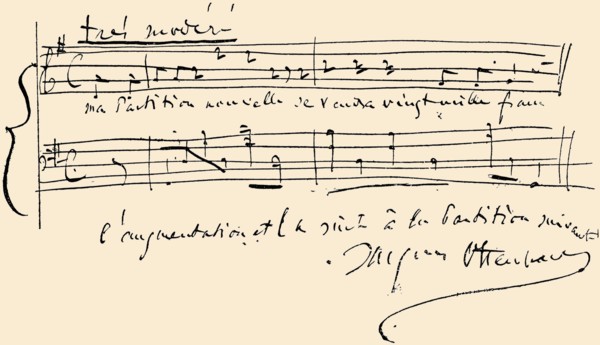 très modéré
ma Partition nouvelle se vendra vingt mille francs
l'augmentation et la suite à la Partition suivante
Jacques Offenbach